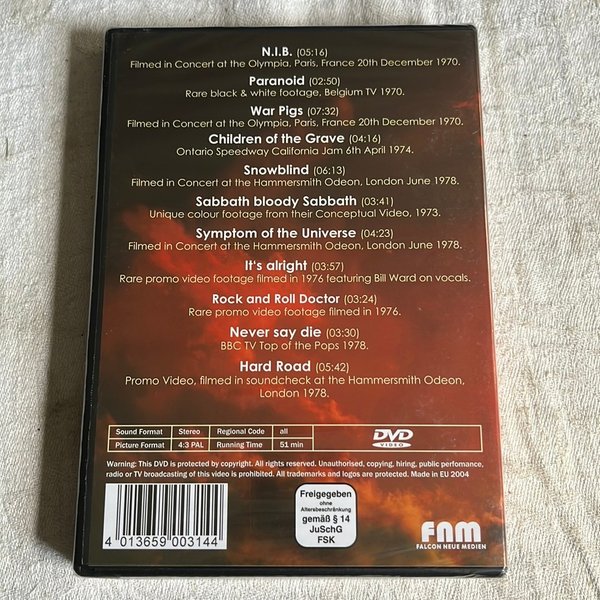 N.I.B. (05:16)
Filmed in Concert at the Olympia, Paris, France 20th December 1970.
Paranoid (02:50)
Rare black & white footage, Belgium TV 1970.
War Pigs (07:32)
Filmed in Concert at the Olympia, Paris, France 20th December 1970.
Children of the Grave (04:16)
Ontario Speedway California Jam 6th April 1974.
Snowblind (06:13)
Filmed in Concert at the Hammersmith Odeon, London June 1978.
Sabbath bloody Sabbath (03:41)
Unique colour footage from their Conceptual Video, 1973.
Symptom of the Universe (04:23)
Filmed in Concert at the Hammersmith Odeon, London June 1978.
It's alright (03:57)
Rare promo video footage filmed in 1976 featuring Bill Ward on vocals.
Rock and Roll Doctor (03:24)
Rare promo video footage filmed in 1976.
Never say die (03:30)
BBC TV Top of the Pops 1978.
Hard Road (05:42)
Promo Video, filmed in soundcheck at the Hammersmith Odeon,
London 1978.
Sound Format Stereo Regional Code all
Picture Format 4:3 PAL Running Time 51 min
DVD
VIDEO
Warning: This DVD is protected by copyright. All rights reserved. Unauthorised, copying, hiring, public perfomance,
radio or TV broadcasting of this video is prohibited. All trademarks and logos are protected. Made in EU 2004
4 013659 003144
Freigegeben
ohne
Altersbeschränkung
gemäß § 14
JuSchG
FSK
FNM
FALCON NEUE MEDIEN